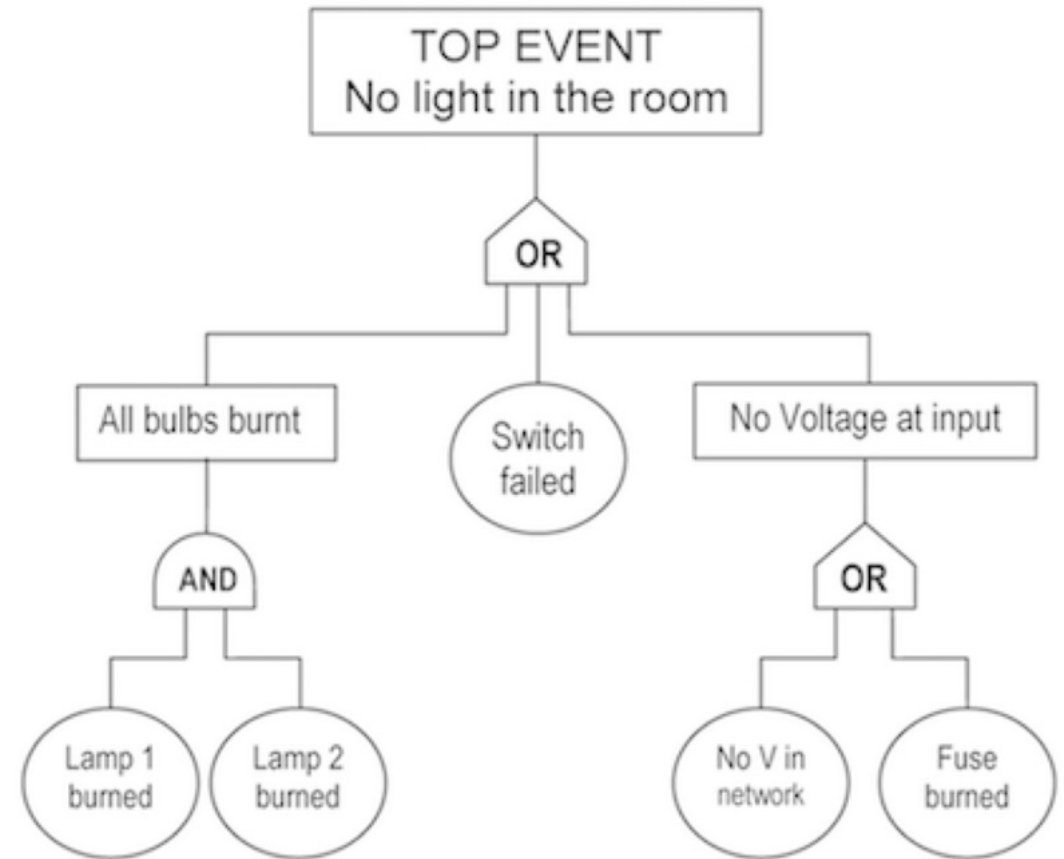 TOP EVENT
No light in the room
OR
All bulbs burnt
Switch
failed
No Voltage at input
AND
OR
Lamp 1
burned
Lamp 2
burned
No V in
network
Fuse
burned